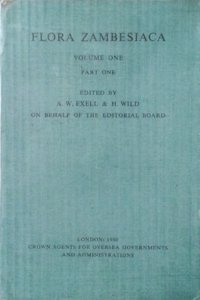 FLORA ZAMBESIACA
VOLUME ONE
PART ONE
EDITED BY
A. W. EXELL & H. WILD
ON BEHALF OF THE EDITORIAL BOARD
LONDON: 1960
CROWN AGENTS FOR OVERSEA GOVERNMENTS
AND ADMINISTRATIONS